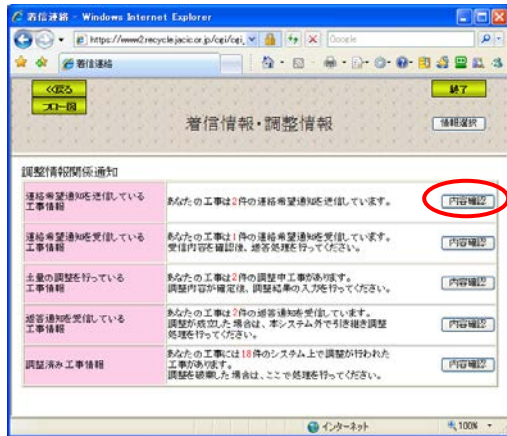 着信連絡 - Windows Internet Explorer
https://www2.recycle.jacic.or.jp/cgi/cgi_
Google
着信連絡
<<戻る
フロー図
終了
着信情報・調整情報
情報選択
調整情報関係通知
連絡希望通知を送信している
工事情報
あなたの工事は2件の連絡希望通知を送信しています。
内容確認
連絡希望通知を受信している
工事情報
あなたの工事は1件の連絡希望通知を受信しています。
受信内容を確認後、返答処理を行ってください。
内容確認
土量の調整を行っている
工事情報
あなたの工事は2件の調整中工事があります。
調整内容が確定後、調整結果の入力を行ってください。
内容確認
返答通知を受信している
工事情報
あなたの工事は2件の返答通知を受信しています。
調整が成立した場合は、本システム外で引き継き調整
処理を行ってください。
内容確認
調整済み工事情報
あなたの工事には18件のシステム上で調整が行われた
工事があります。
調整を破棄した場合は、ここで処理を行ってください。
内容確認
インターネット
100%